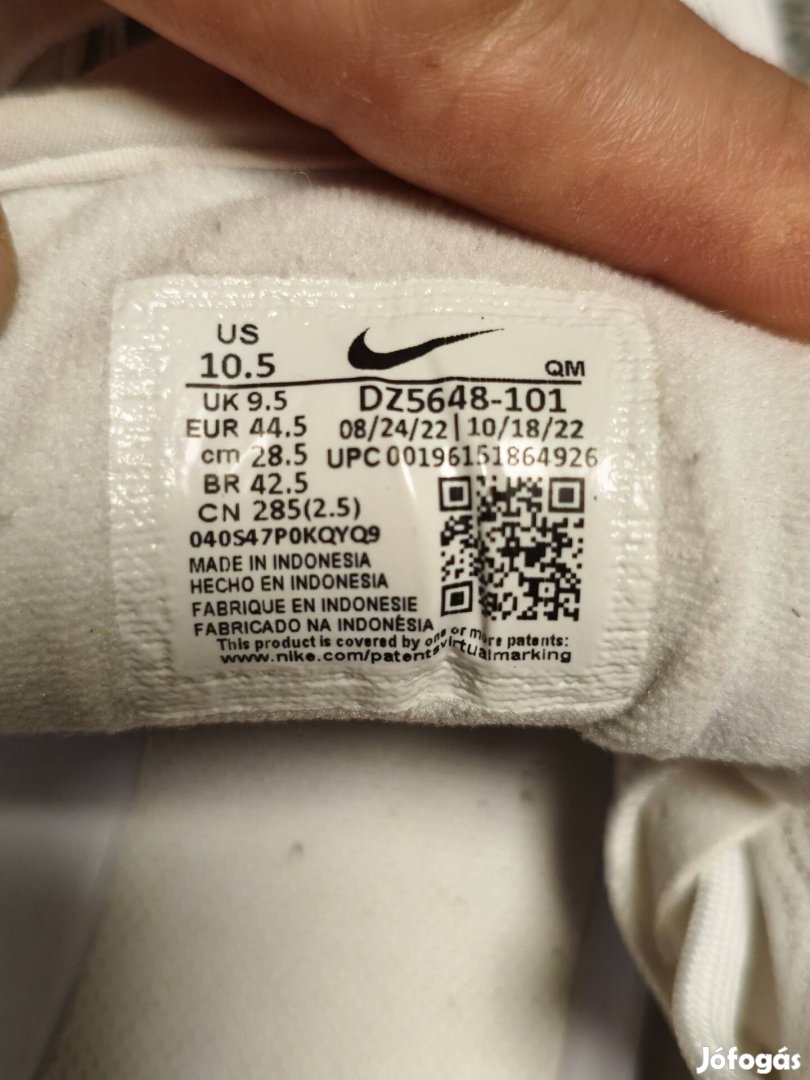 US
10.5
QM
UK 9.5
DZ5648-101
EUR 44.5
08/24/22 | 10/18/22
cm 28.5
UPC 00196151864926
BR 42.5
CN 285(2.5)
040S47P0KQYQ9
MADE IN INDONESIA
HECHO EN INDONESIA
FABRIQUE EN INDONESIE
FABRICADO NA INDONÉSIA
This product is covered by one or more patents:
www.nike.com/patentsvirtualmarking
Jófogás